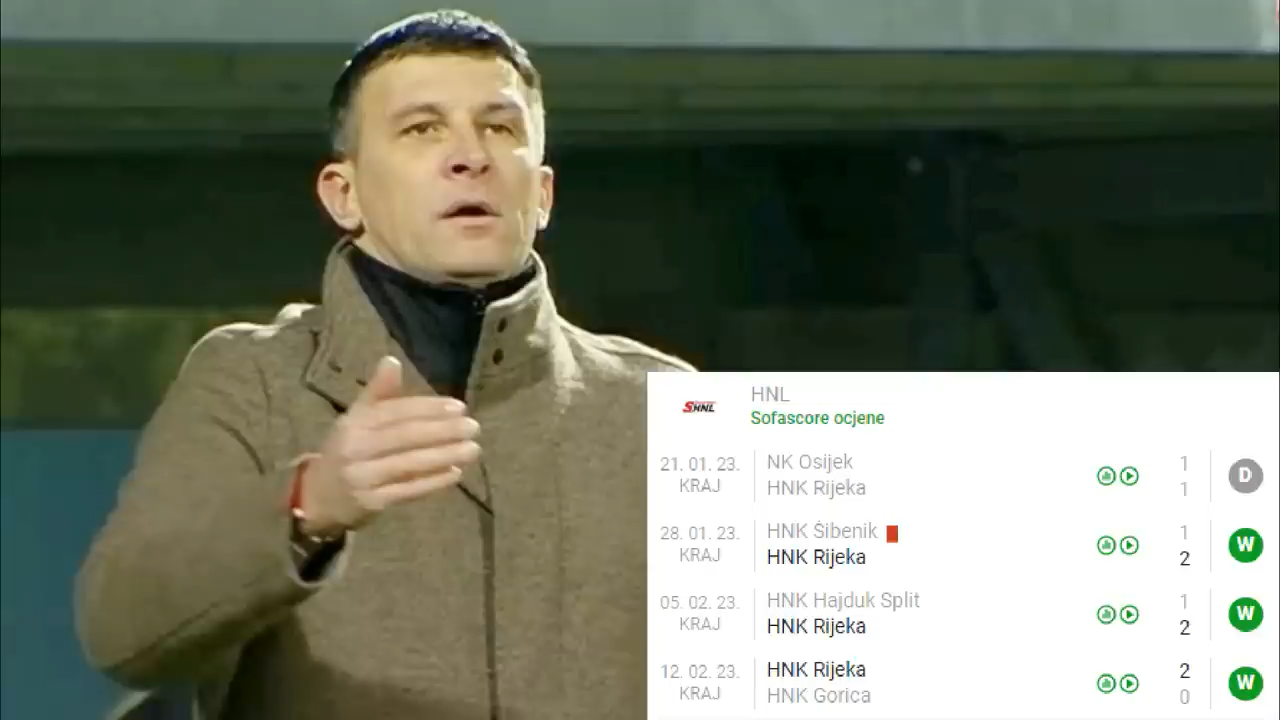 SHNL
HNL
Sofascore ocjene
21. 01. 23.
KRAJ
NK Osijek
HNK Rijeka
1
1
D
28. 01. 23.
KRAJ
HNK Šibenik
HNK Rijeka
1
2
W
05. 02. 23.
KRAJ
HNK Hajduk Split
HNK Rijeka
1
2
W
12. 02. 23.
KRAJ
HNK Rijeka
HNK Gorica
2
0
W